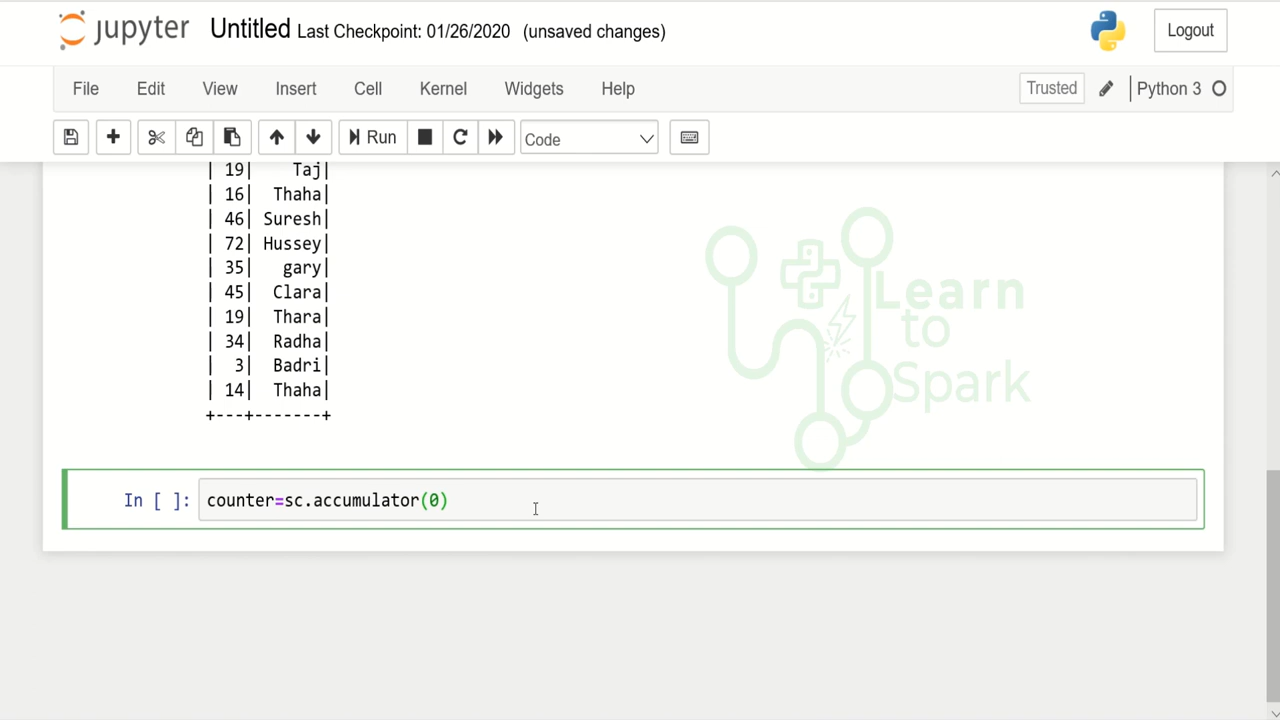 jupyter Untitled Last Checkpoint: 01/26/2020 (unsaved changes) Logout
File Edit View Insert Cell Kernel Widgets Help Trusted Python 3
Run Code
| 19| Taj|
| 16| Thaha|
| 46| Suresh|
| 72| Hussey|
| 35| gary|
| 45| Clara|
| 19| Thara|
| 34| Radha|
| 3| Badri|
| 14| Thaha|
+---+-------+
Learn
to
Spark
In [ ]: counter=sc.accumulator(0)